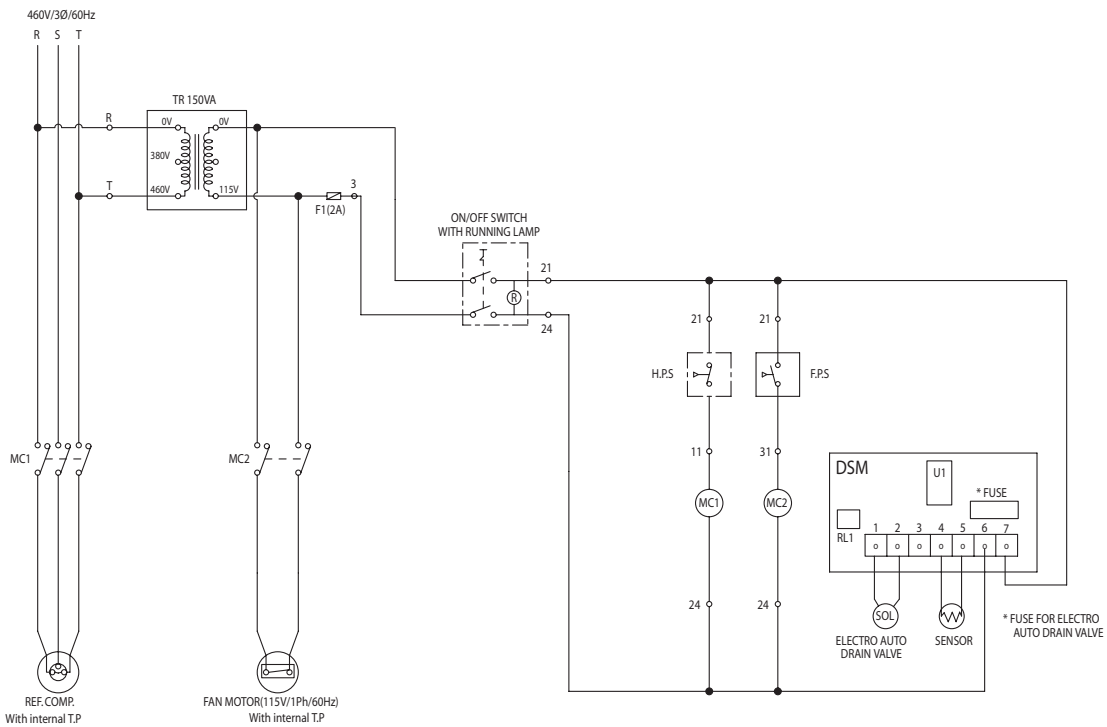 460V/3Ø/60Hz
R S T
TR 150VA
R
0V 0V
380V
T
460V 115V
3
F1(2A)
ON/OFF SWITCH
WITH RUNNING LAMP
21
R
24
21 21
H.P.S F.P.S
MC1 MC2
11 31
MC1 MC2
DSM
U1
* FUSE
RL1
1 2 3 4 5 6 7
24 24
SOL
ELECTRO AUTO
DRAIN VALVE
SENSOR
* FUSE FOR ELECTRO
AUTO DRAIN VALVE
REF. COMP.
With internal T.P
FAN MOTOR(115V/1Ph/60Hz)
With internal T.P